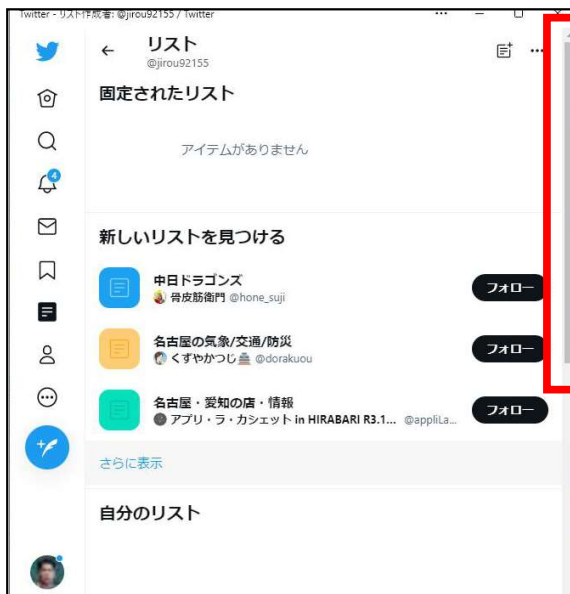 Twitter - リスト作成者: @jirou92155 / Twitter
リスト
@jirou92155
固定されたリスト
アイテムがありません
4
新しいリストを見つける
中日ドラゴンズ
骨皮筋衛門 @hone_suji
フォロー
名古屋の気象/交通/防災
くずやかつじ @dorakuou
フォロー
名古屋・愛知の店・情報
アプリ・ラ・カシェット in HIRABARI R3.1... @appliLa...
フォロー
さらに表示
自分のリスト